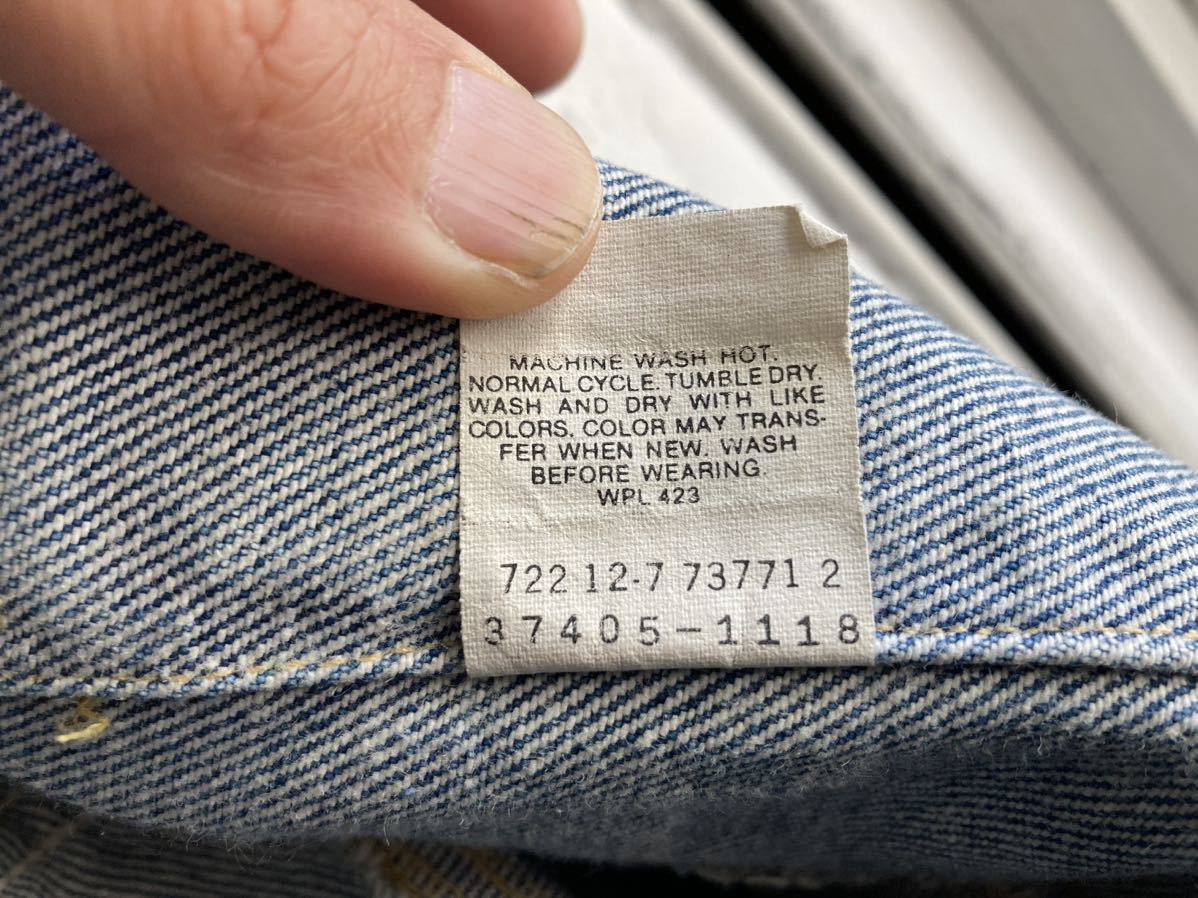 MACHINE WASH HOT.
NORMAL CYCLE. TUMBLE DRY
WASH AND DRY WITH LIKE
COLORS. COLOR MAY TRANS-
FER WHEN NEW. WASH
BEFORE WEARING
WPL 423
722 12-7 73771 2
37405-1118